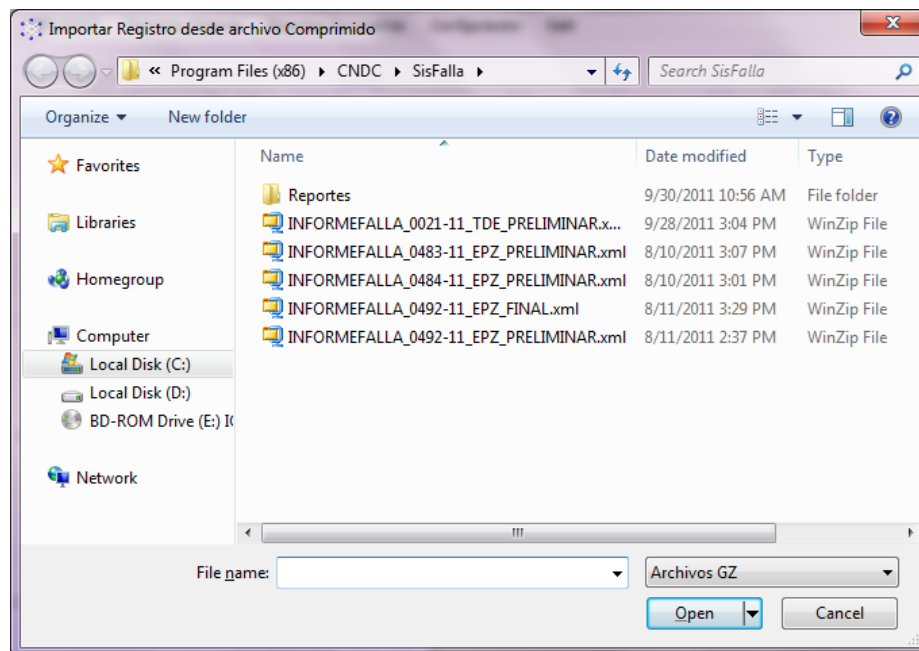 Importar Registro desde archivo Comprimido
« Program Files (x86) CNDC SisFalla
Search SisFalla
Organize New folder
Name Date modified Type
Favorites
Libraries
Homegroup
Computer
Local Disk (C:)
Local Disk (D:)
BD-ROM Drive (E:)
Network
Reportes 9/30/2011 10:56 AM File folder
INFORMEFALLA_0021-11_TDE_PRELIMINAR.x... 9/28/2011 3:04 PM WinZip File
INFORMEFALLA_0483-11_EPZ_PRELIMINAR.xml 8/10/2011 3:07 PM WinZip File
INFORMEFALLA_0484-11_EPZ_PRELIMINAR.xml 8/10/2011 3:01 PM WinZip File
INFORMEFALLA_0492-11_EPZ_FINAL.xml 8/11/2011 3:29 PM WinZip File
INFORMEFALLA_0492-11_EPZ_PRELIMINAR.xml 8/11/2011 2:37 PM WinZip File
File name: Archivos GZ
Open Cancel